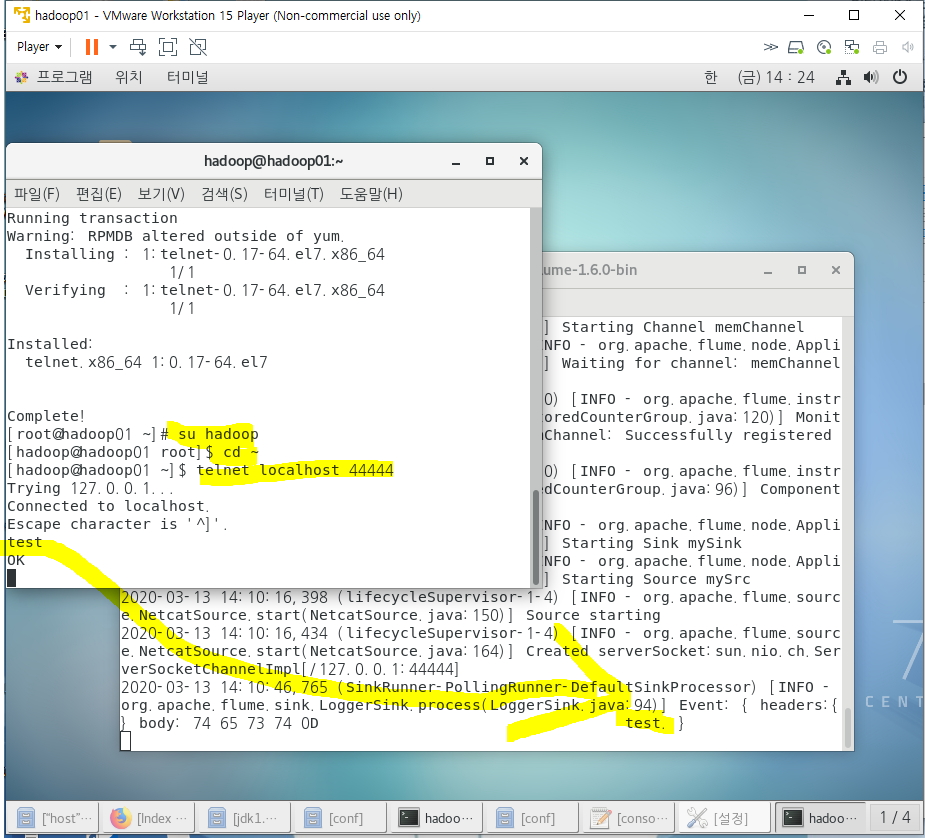 hadoop01 - VMware Workstation 15 Player (Non-commercial use only)
Player
프로그램 위치 터미널 한 (금) 14 : 24
hadoop@hadoop01:~
파일(F) 편집(E) 보기(V) 검색(S) 터미널(T) 도움말(H)
Running transaction
Warning: RPMDB altered outside of yum.
Installing : 1:telnet-0.17-64.el7.x86_64
1/1
Verifying : 1:telnet-0.17-64.el7.x86_64
1/1
Installed:
telnet.x86_64 1:0.17-64.el7
Complete!
[root@hadoop01 ~]# su hadoop
[hadoop@hadoop01 root]$ cd ~
[hadoop@hadoop01 ~]$ telnet localhost 44444
Trying 127.0.0.1...
Connected to localhost.
Escape character is '^]'.
test
OK
ume-1.6.0-bin
] Starting Channel memChannel
NFO - org.apache.flume.node.Appli
] Waiting for channel: memChannel
0) [INFO - org.apache.flume.instr
oredCounterGroup.java:120)] Monit
mChannel: Successfully registered
0) [INFO - org.apache.flume.instr
edCounterGroup.java:96)] Component
NFO - org.apache.flume.node.Appli
] Starting Sink mySink
NFO - org.apache.flume.node.Appli
] Starting Source mySrc
2020-03-13 14:10:16,398 (lifecycleSupervisor-1-4) [INFO - org.apache.flume.sourc
e.NetcatSource.start(NetcatSource.java:150)] Source starting
2020-03-13 14:10:16,434 (lifecycleSupervisor-1-4) [INFO - org.apache.flume.sourc
e.NetcatSource.start(NetcatSource.java:164)] Created serverSocket:sun.nio.ch.Ser
verSocketChannelImpl[/127.0.0.1:44444]
2020-03-13 14:10:46,765 (SinkRunner-PollingRunner-DefaultSinkProcessor) [INFO -
org.apache.flume.sink.LoggerSink.process(LoggerSink.java:94)] Event: { headers:{
} body: 74 65 73 74 0D test. }
7
CENT
["host"… [Index … [jdk1.… [conf] hadoo… [conf] [conso… [설정] hadoo… 1 / 4